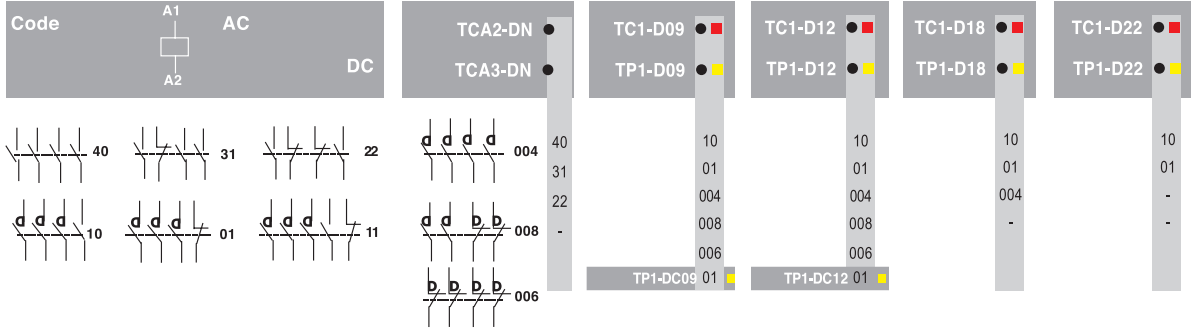 Code A1 AC
A2 DC
TCA2-DN
TCA3-DN
TC1-D09
TP1-D09
TC1-D12
TP1-D12
TC1-D18
TP1-D18
TC1-D22
TP1-D22
40 31 22
10 01 11
d d d d 004
d d D D 008
D D D D 006
40
31
22
-
10
01
004
008
006
TP1-DC09 01
10
01
004
008
006
TP1-DC12 01
10
01
004
-
10
01
-
-